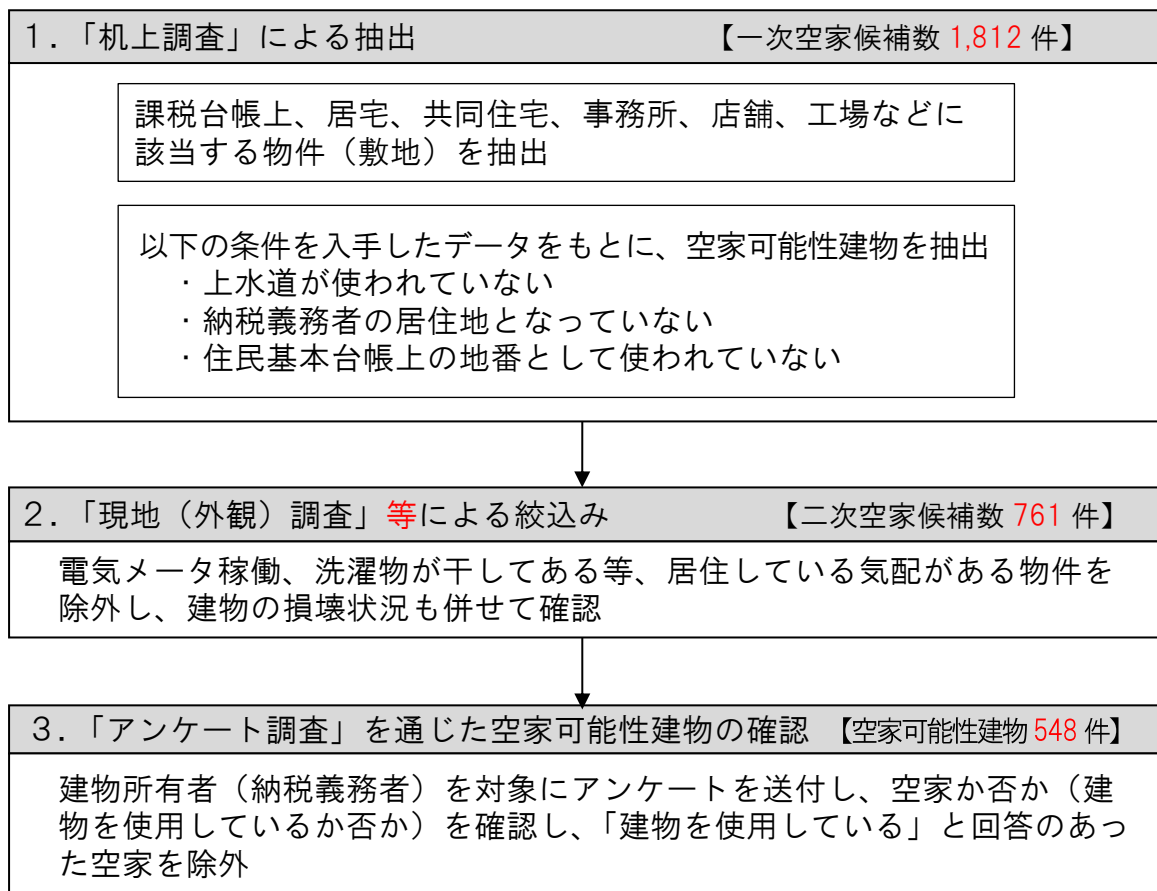 １．「机上調査」による抽出 【一次空家候補数 1,812 件】
課税台帳上、居宅、共同住宅、事務所、店舗、工場などに
該当する物件（敷地）を抽出
以下の条件を入手したデータをもとに、空家可能性建物を抽出
・上水道が使われていない
・納税義務者の居住地となっていない
・住民基本台帳上の地番として使われていない
２．「現地（外観）調査」等による絞込み 【二次空家候補数 761 件】
電気メータ稼働、洗濯物が干してある等、居住している気配がある物件を
除外し、建物の損壊状況も併せて確認
３．「アンケート調査」を通じた空家可能性建物の確認 【空家可能性建物 548 件】
建物所有者（納税義務者）を対象にアンケートを送付し、空家か否か（建
物を使用しているか否か）を確認し、「建物を使用している」と回答のあっ
た空家を除外